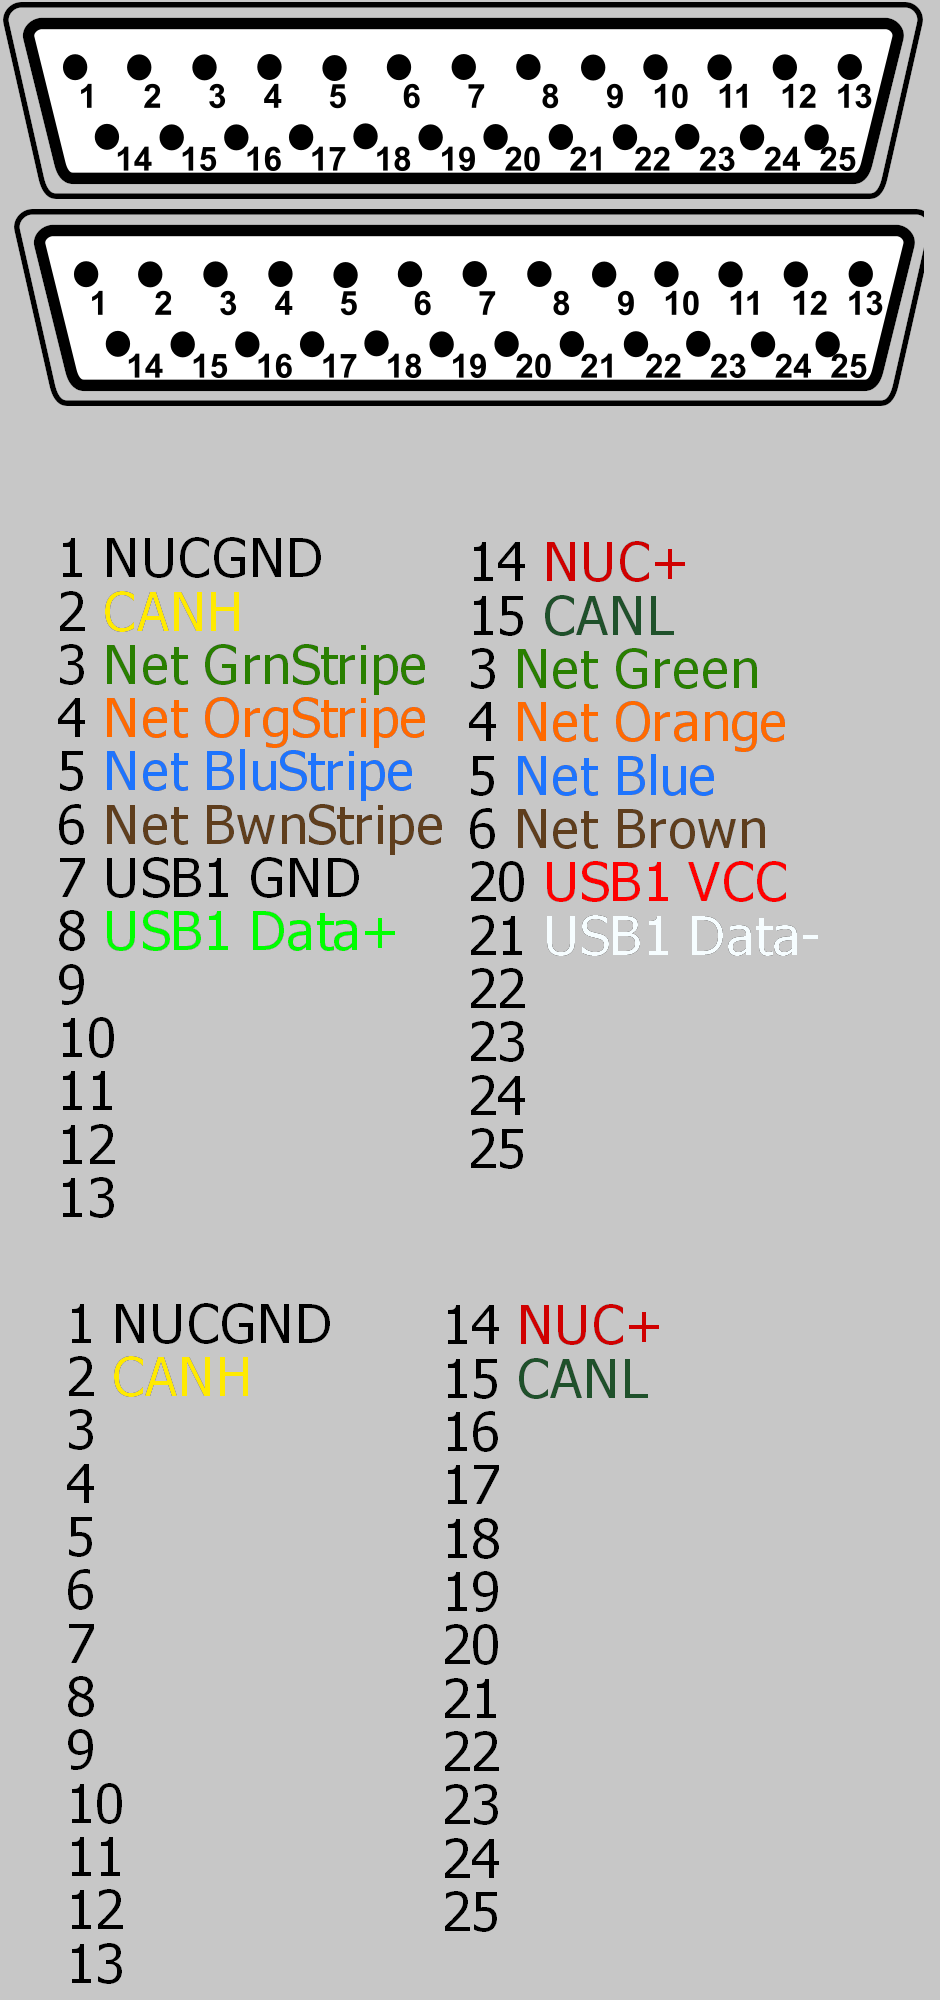 1 2 3 4 5 6 7 8 9 10 11 12 13
14 15 16 17 18 19 20 21 22 23 24 25
1 2 3 4 5 6 7 8 9 10 11 12 13
14 15 16 17 18 19 20 21 22 23 24 25
1 NUCGND
2 CANH
3 Net GrnStripe
4 Net OrgStripe
5 Net BluStripe
6 Net BwnStripe
7 USB1 GND
8 USB1 Data+
9
10
11
12
13
14 NUC+
15 CANL
3 Net Green
4 Net Orange
5 Net Blue
6 Net Brown
20 USB1 VCC
21 USB1 Data-
22
23
24
25
1 NUCGND
2 CANH
3
4
5
6
7
8
9
10
11
12
13
14 NUC+
15 CANL
16
17
18
19
20
21
22
23
24
25